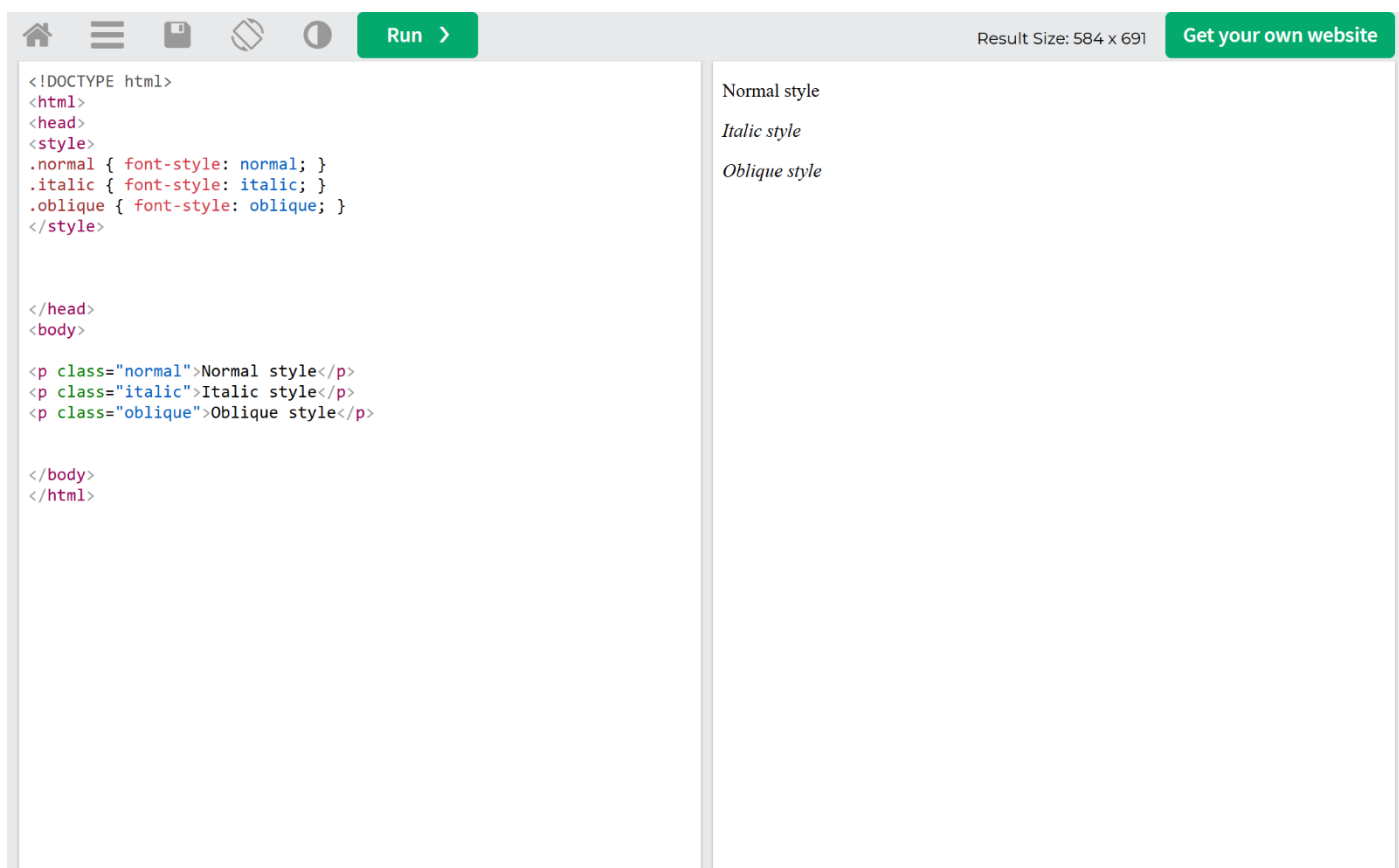 Run ❯
Result Size: 584 x 691
Get your own website
<!DOCTYPE html>
<html>
<head>
<style>
.normal { font-style: normal; }
.italic { font-style: italic; }
.oblique { font-style: oblique; }
</style>
</head>
<body>
<p class="normal">Normal style</p>
<p class="italic">Italic style</p>
<p class="oblique">Oblique style</p>
</body>
</html>
Normal style
Italic style
Oblique style